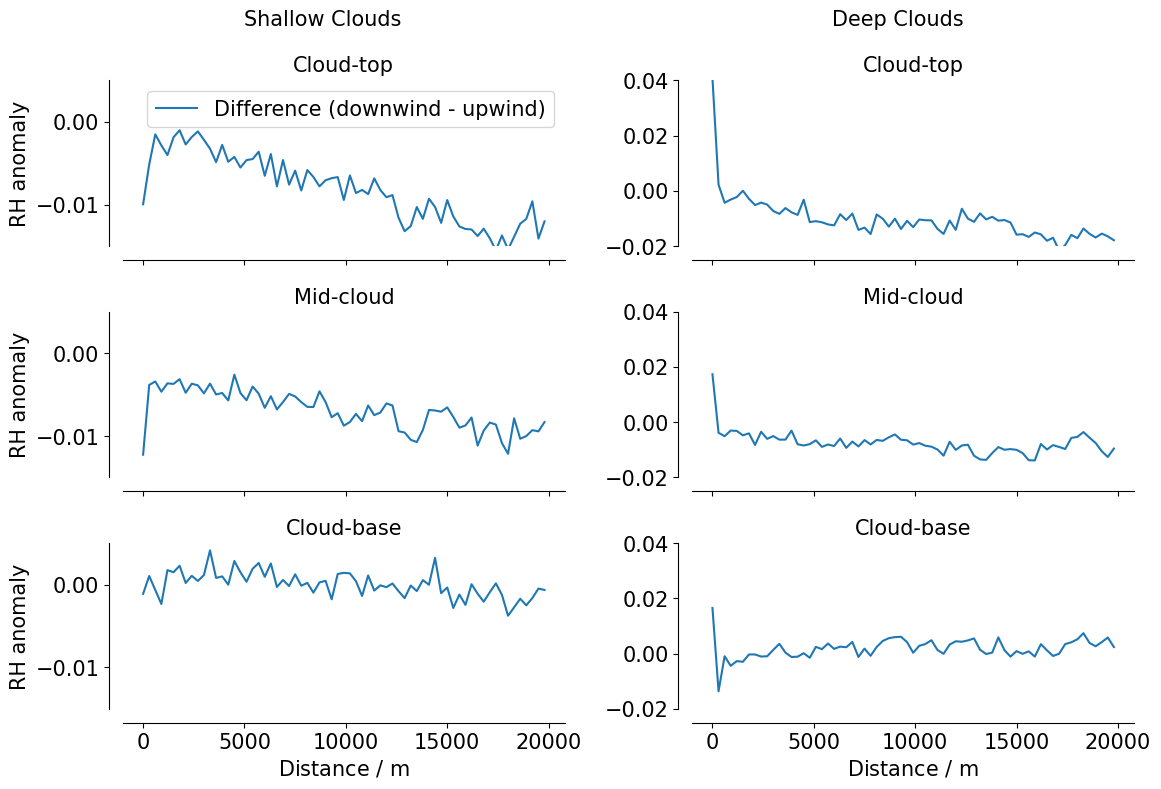 Shallow Clouds
Deep Clouds
Cloud-top
Cloud-top
Difference (downwind - upwind)
RH anomaly
0.00
−0.01
0.04
0.02
0.00
−0.02
Mid-cloud
Mid-cloud
RH anomaly
0.00
−0.01
0.04
0.02
0.00
−0.02
Cloud-base
Cloud-base
RH anomaly
0.00
−0.01
0.04
0.02
0.00
−0.02
0 5000 10000 15000 20000
Distance / m
0 5000 10000 15000 20000
Distance / m